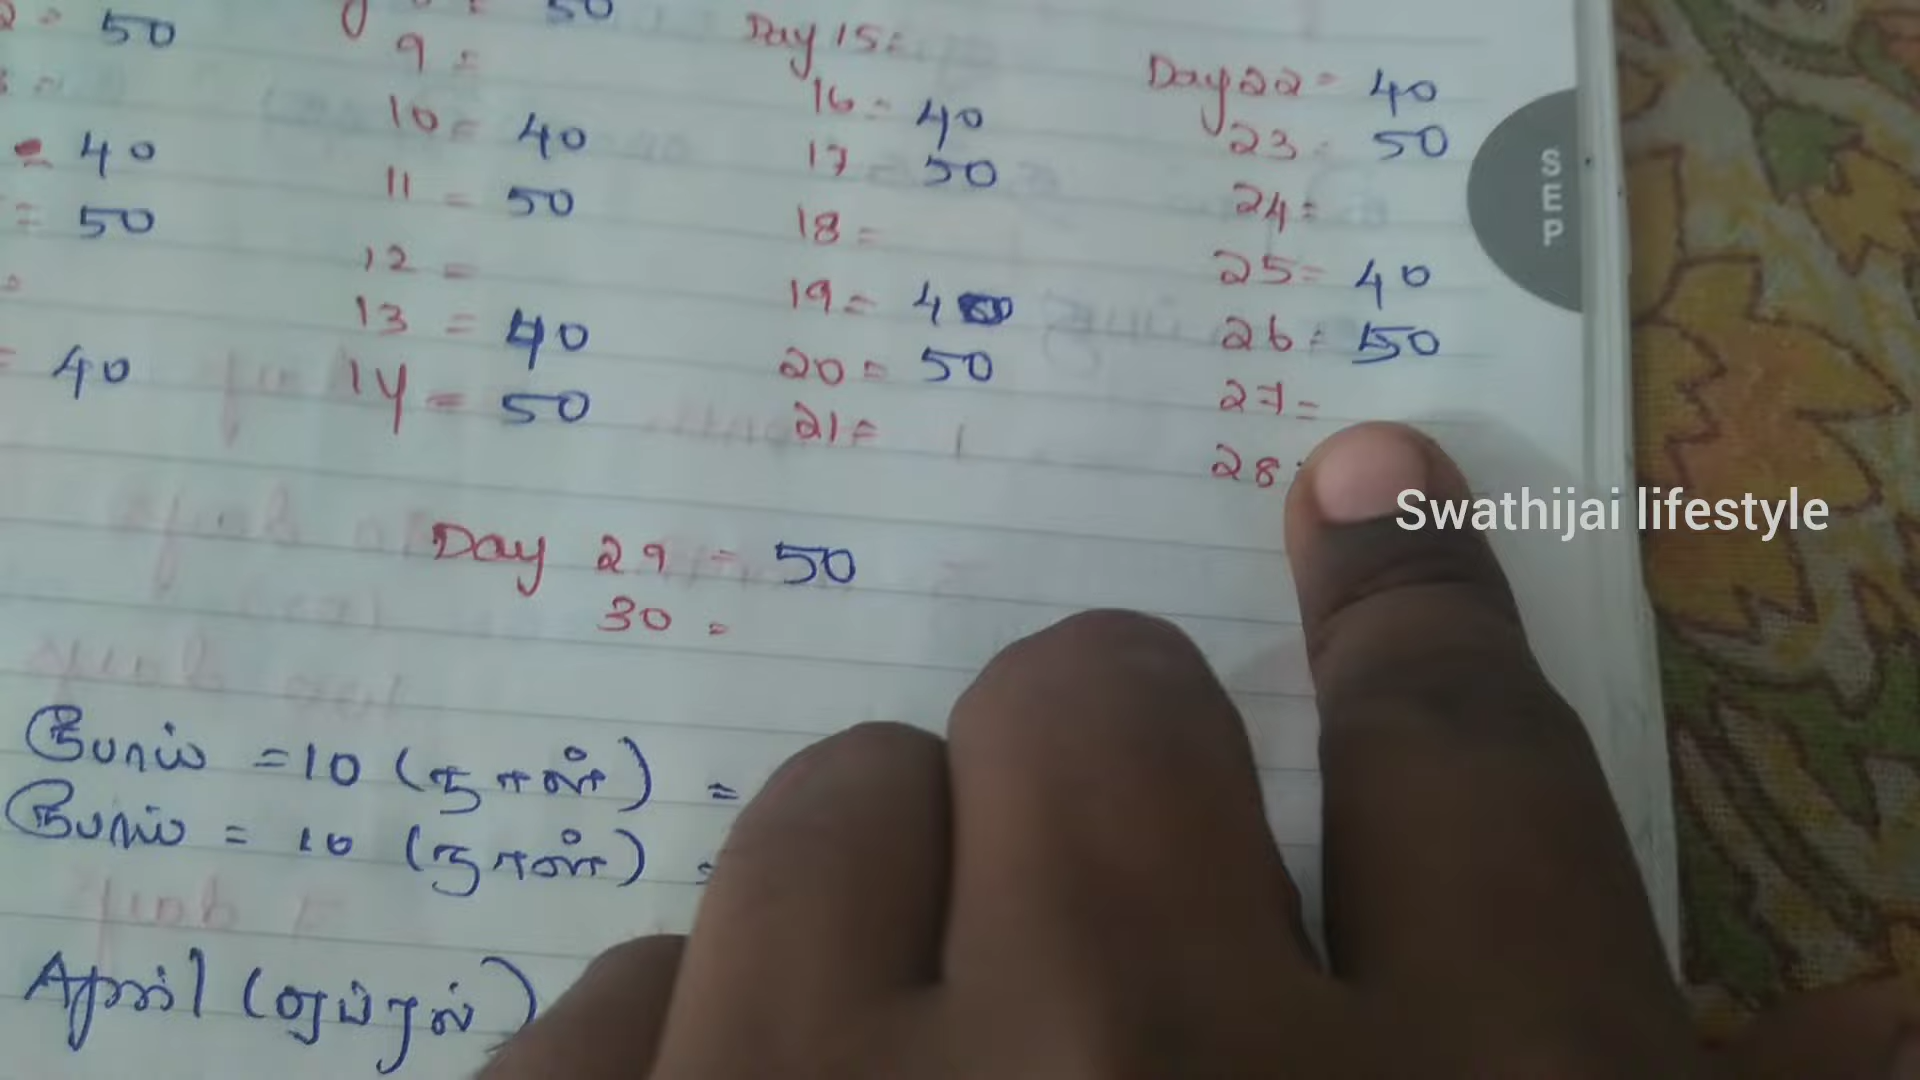 50
50
Day 15=
9 =
Day 22 = 40
10 = 40
16 = 40
23 = 50
= 40
11 = 50
17 = 50
24 =
= 50
12 =
18 =
25 = 40
13 = 40
19 = 4
26 = 50
= 40
14 = 50
20 = 50
27 =
21 =
28
Day 29 = 50
30 =
ரூபாய் = 10 (நாள்) =
ரூபாய் = 10 (நாள்) =
April (ஏப்ரல்)
SEP
Swathijai lifestyle